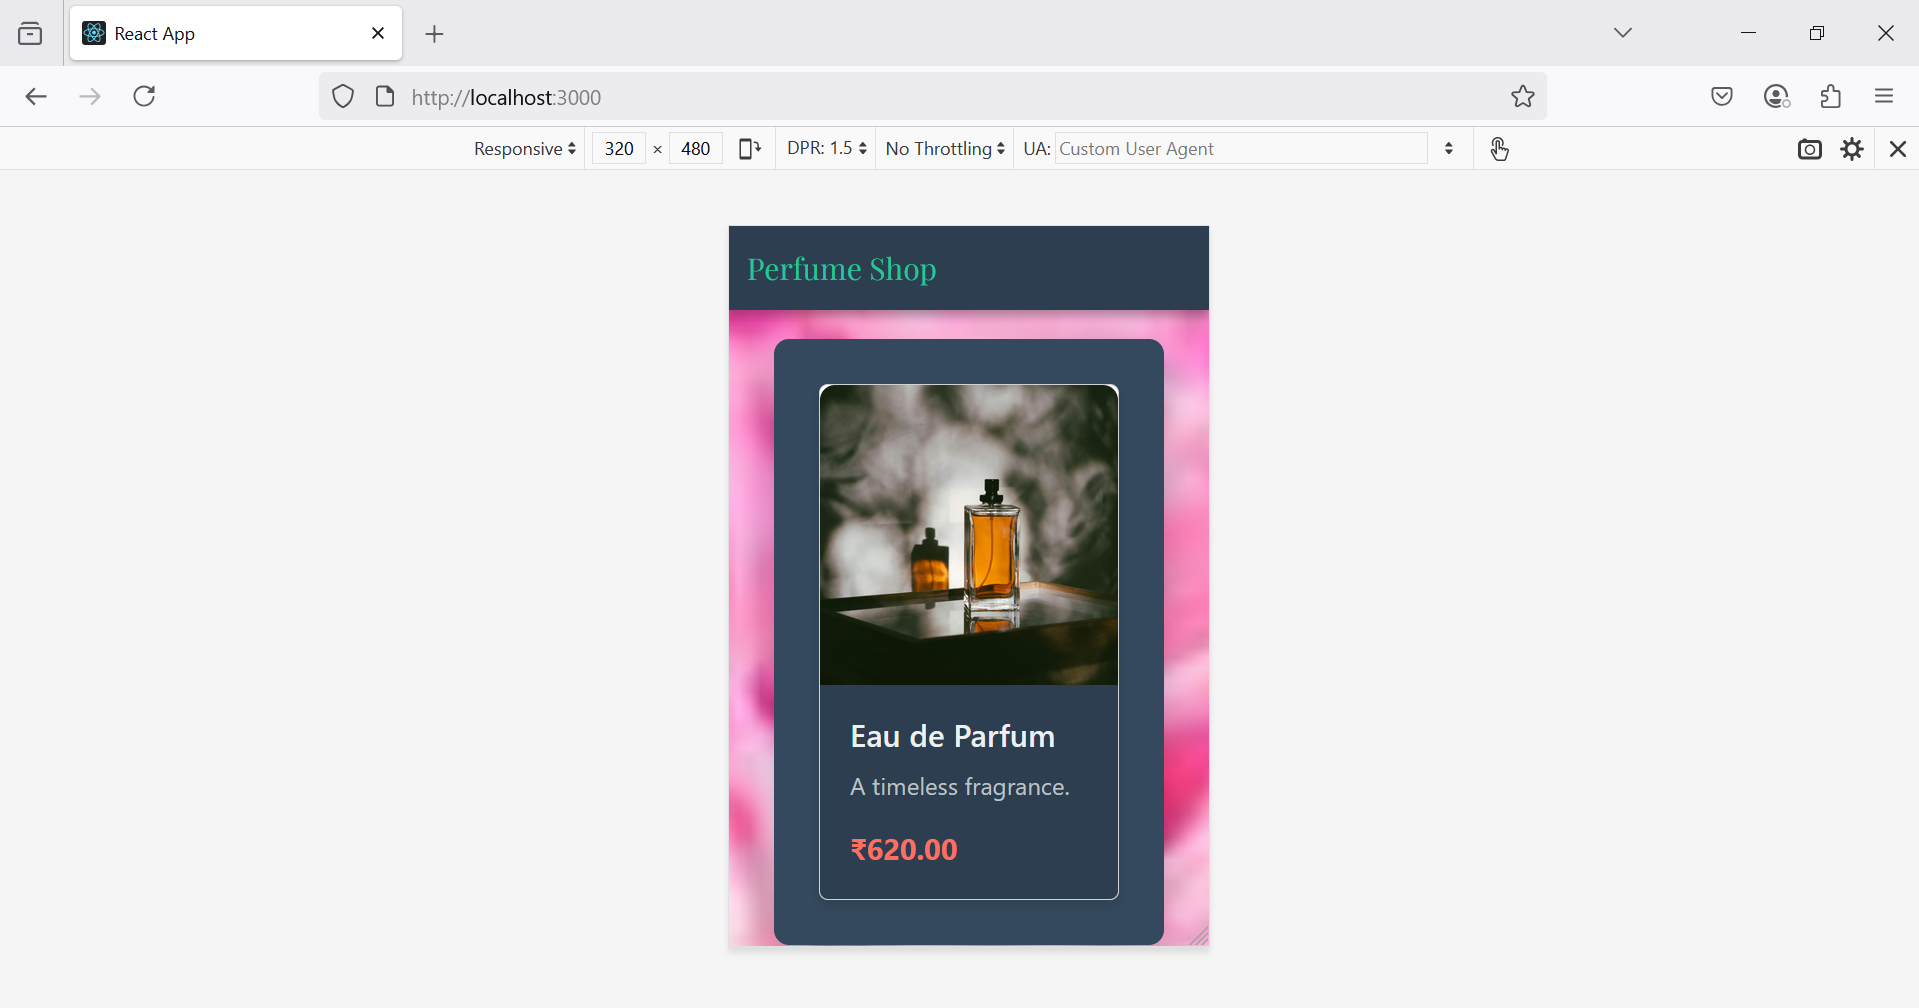 React App
http://localhost:3000
Responsive 320 × 480 DPR: 1.5 No Throttling UA: Custom User Agent
Perfume Shop
Eau de Parfum
A timeless fragrance.
₹620.00